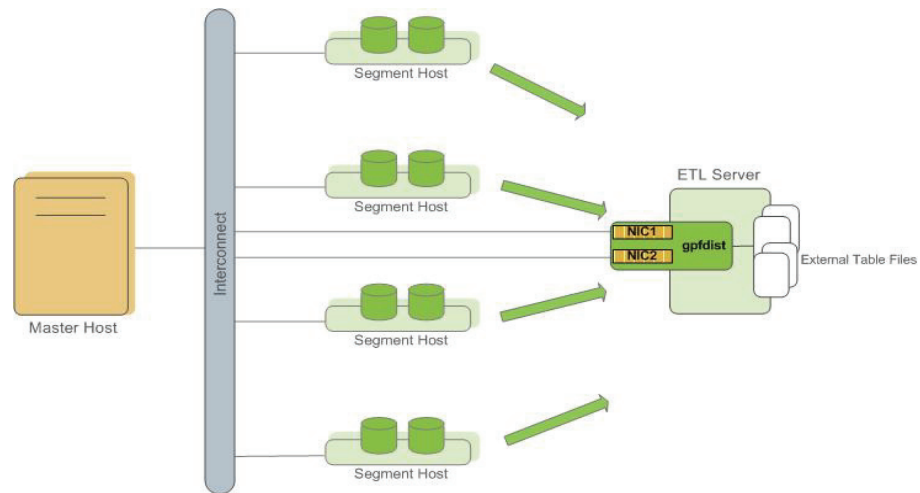 Segment Host
Segment Host
ETL Server
Interconnect
NIC1
gpfdist
NIC2
External Table Files
Master Host
Segment Host
Segment Host